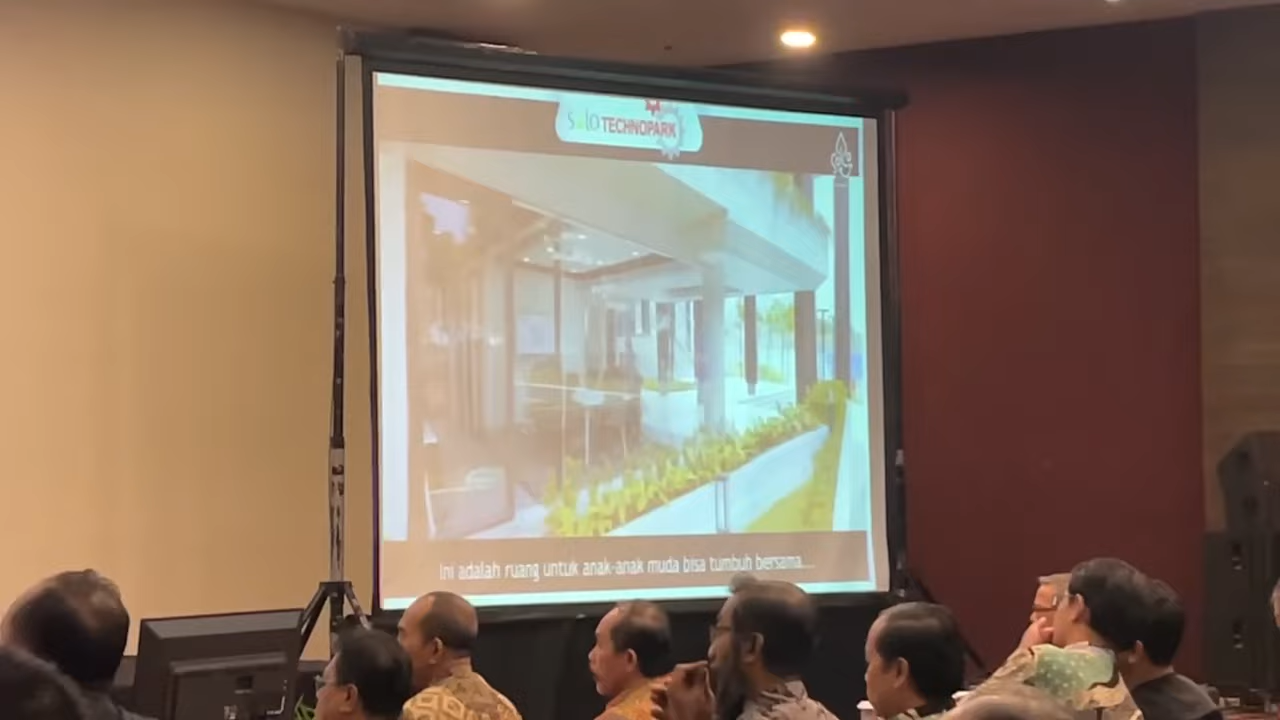 solo TECHNOPARK
Ini adalah ruang untuk anak-anak muda bisa tumbuh bersama....